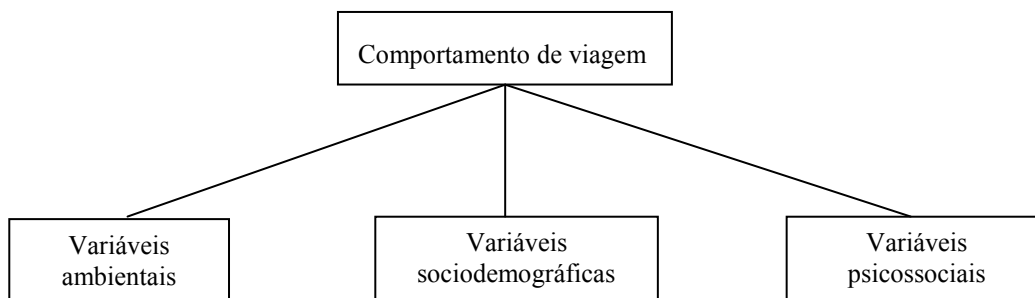 Comportamento de viagem
Variáveis
ambientais
Variáveis
sociodemográficas
Variáveis
psicossociais